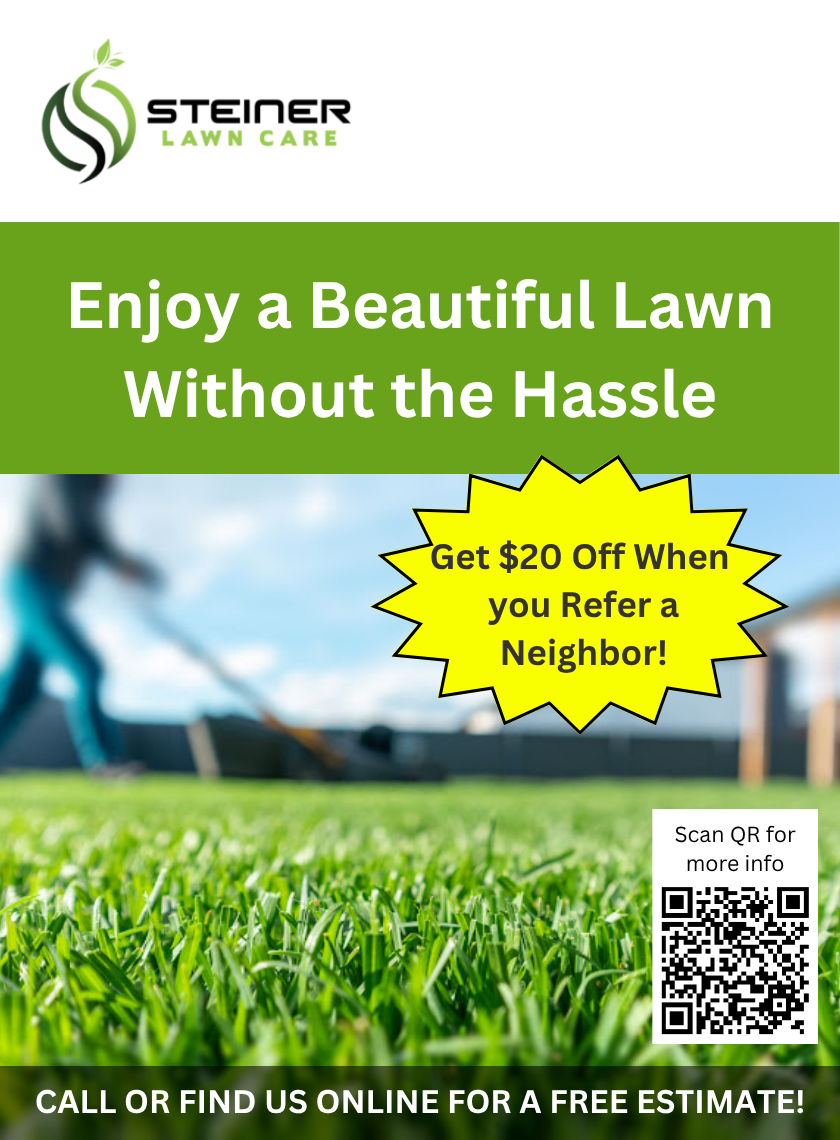 STEINER
LAWN CARE
Enjoy a Beautiful Lawn
Without the Hassle
Get $20 Off When
you Refer a
Neighbor!
Scan QR for
more info
CALL OR FIND US ONLINE FOR A FREE ESTIMATE!